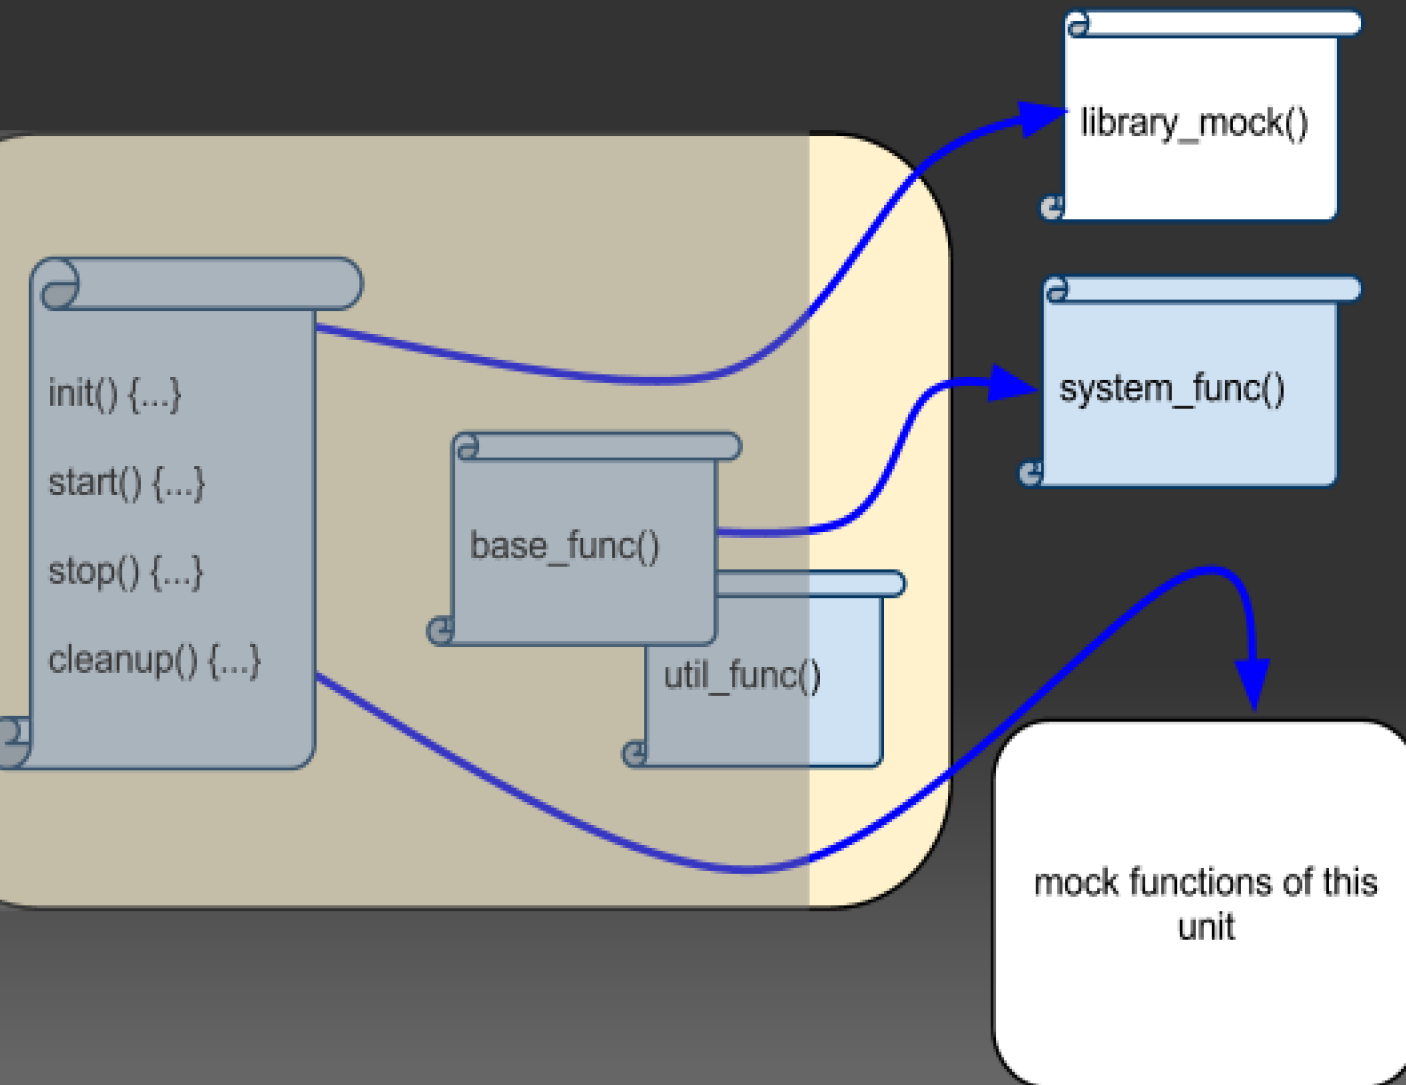 library_mock()
system_func()
init() {...}
start() {...}
stop() {...}
cleanup() {...}
base_func()
util_func()
mock functions of this
unit